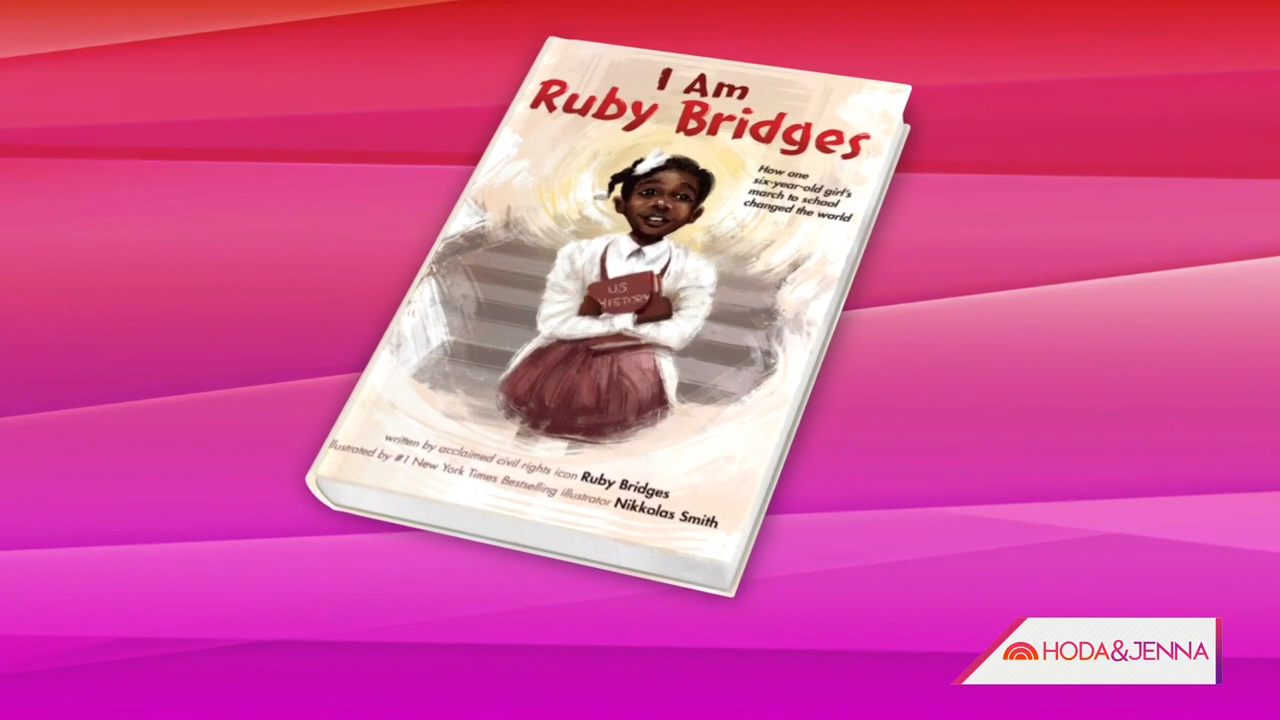 I Am
Ruby Bridges
How one
six-year-old girl's
march to school
changed the world
US
HISTORY
written by acclaimed civil rights icon Ruby Bridges
illustrated by #1 New York Times Bestselling illustrator Nikkolas Smith
HODA&JENNA